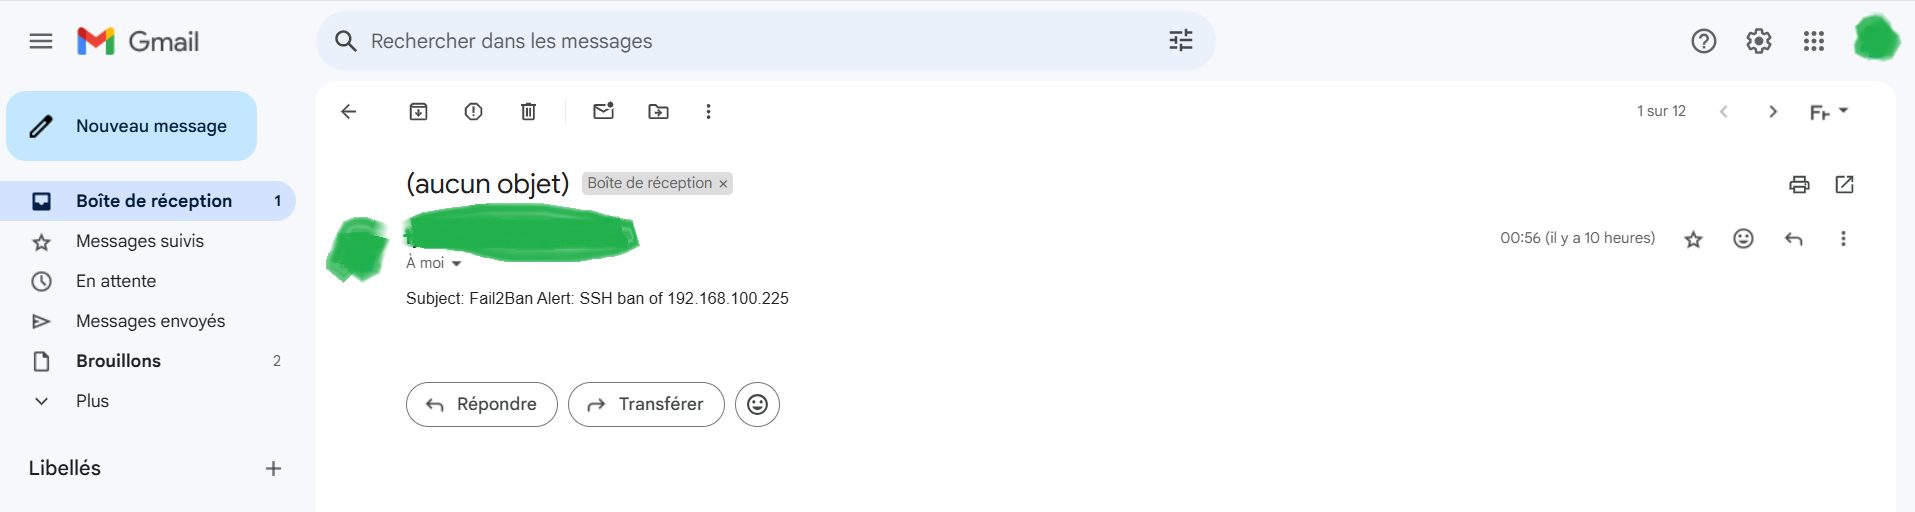 Gmail
Rechercher dans les messages
Nouveau message
1 sur 12
Boîte de réception 1
Messages suivis
En attente
Messages envoyés
Brouillons 2
Plus
Libellés
(aucun objet) Boîte de réception ×
00:56 (il y a 10 heures)
À moi
Subject: Fail2Ban Alert: SSH ban of 192.168.100.225
Répondre Transférer